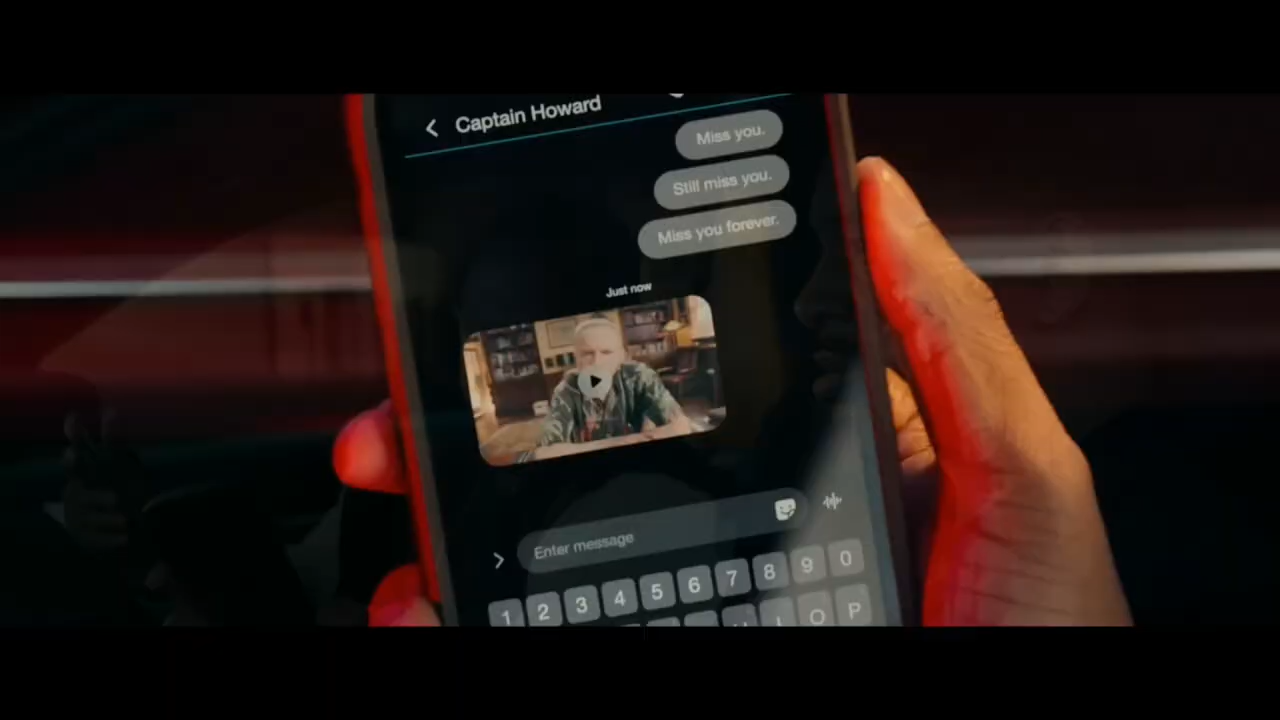 Captain Howard
Miss you.
Still miss you.
Miss you forever.
Just now
Enter message
1 2 3 4 5 6 7 8 9 0
I O P